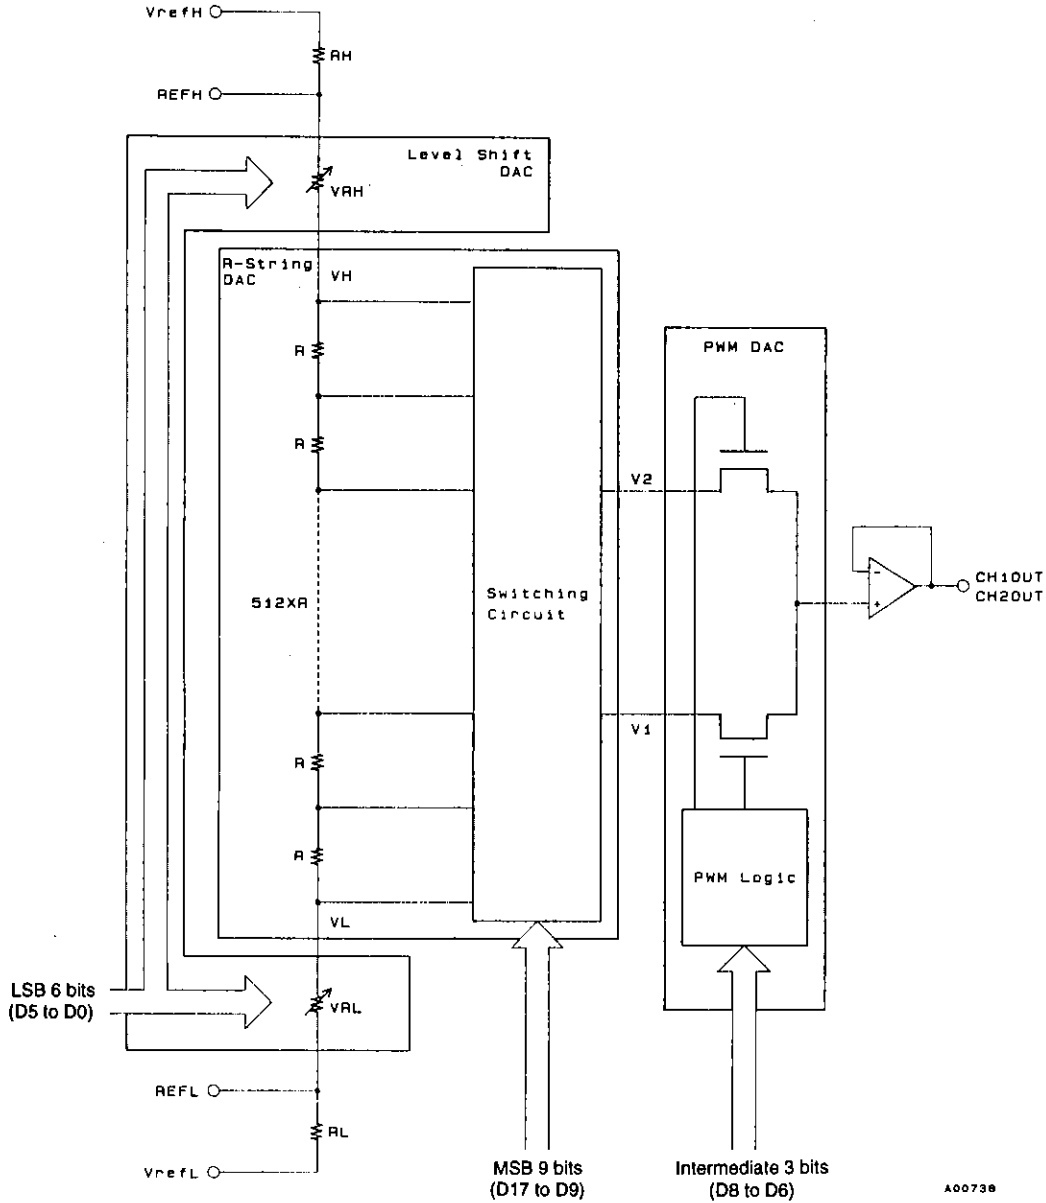 VrefH
RH
REFH
Level Shift
DAC
VRH
R-String
DAC
VH
R
PWM DAC
R
V2
CH1OUT
CH2OUT
512XR
Switching
Circuit
V1
R
R
PWM Logic
VL
LSB 6 bits
(D5 to D0)
VRL
REFL
RL
VrefL
MSB 9 bits
(D17 to D9)
Intermediate 3 bits
(D8 to D6)
A00738
-
+